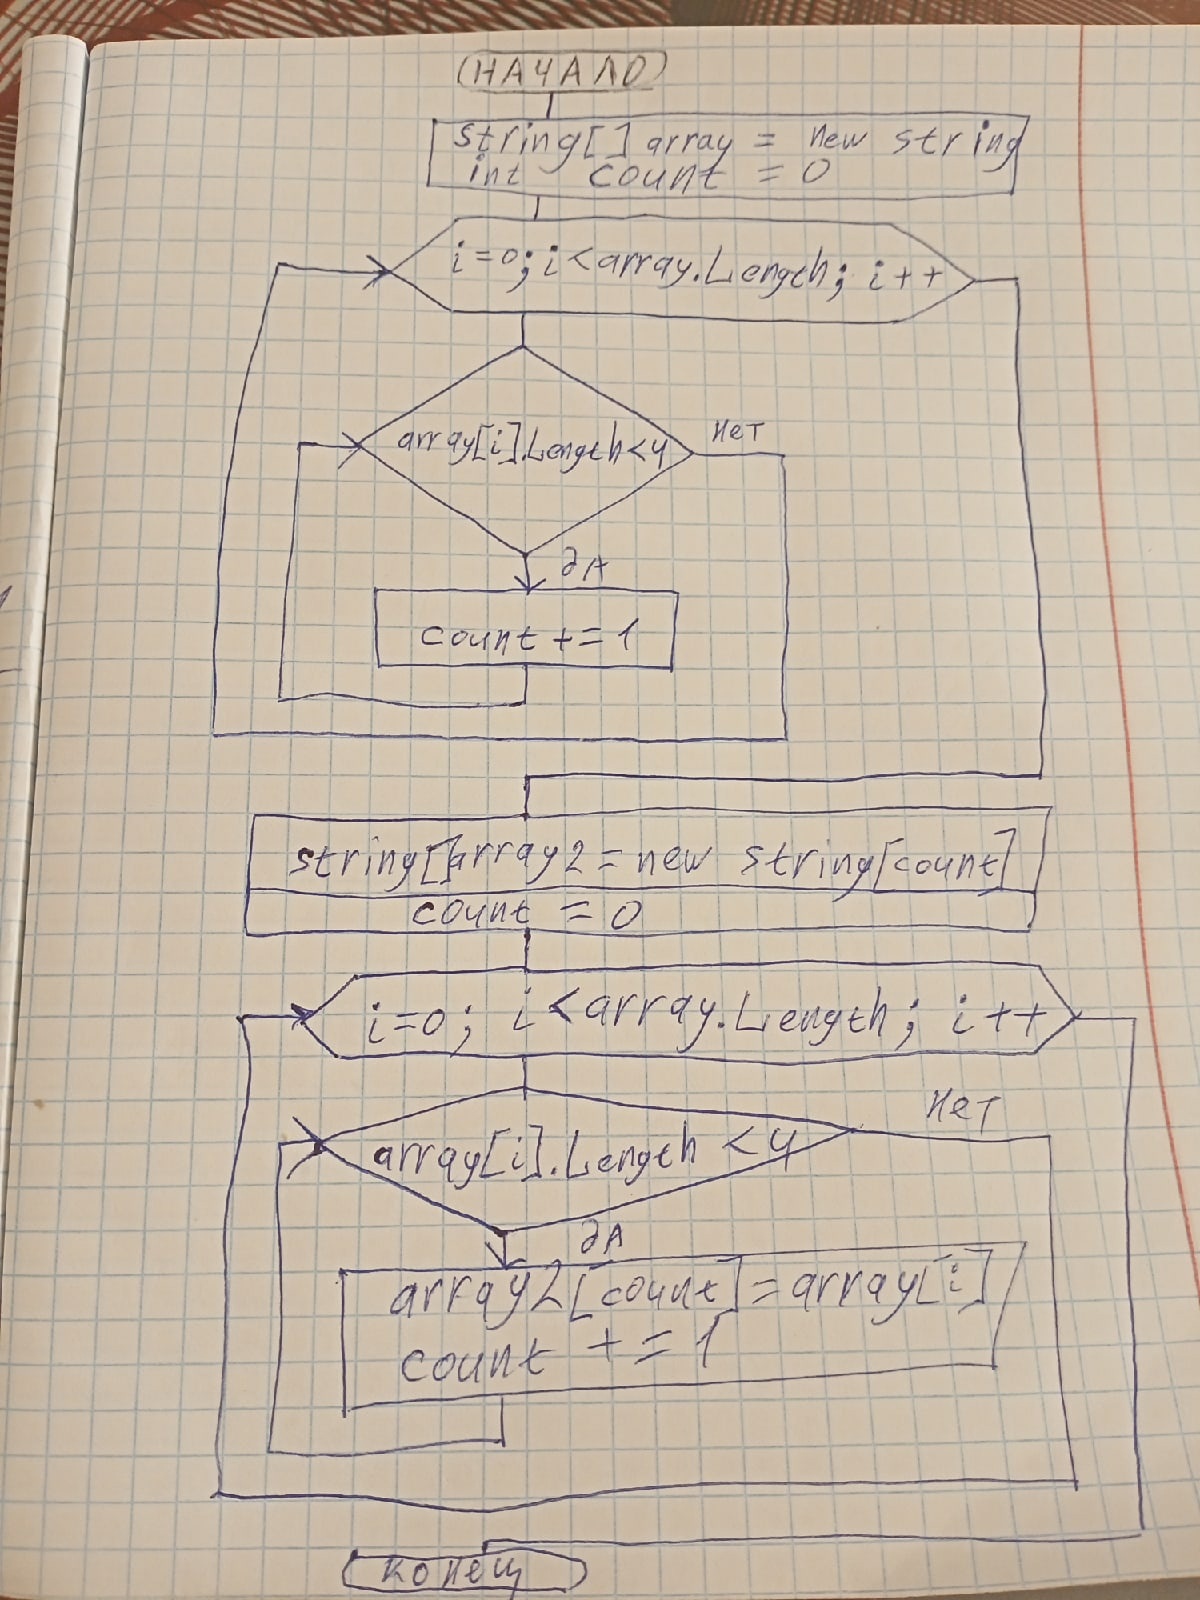 НАЧАЛО
string[] array = new string
int count = 0
i=0; i<array.Length; i++
array[i].Length<4
нет
дА
count += 1
string[]array2 = new string[count]
count = 0
i=0; i<array.Length; i++
нет
array[i].Length <4
дА
array2[count]=array[i]
count += 1
конец